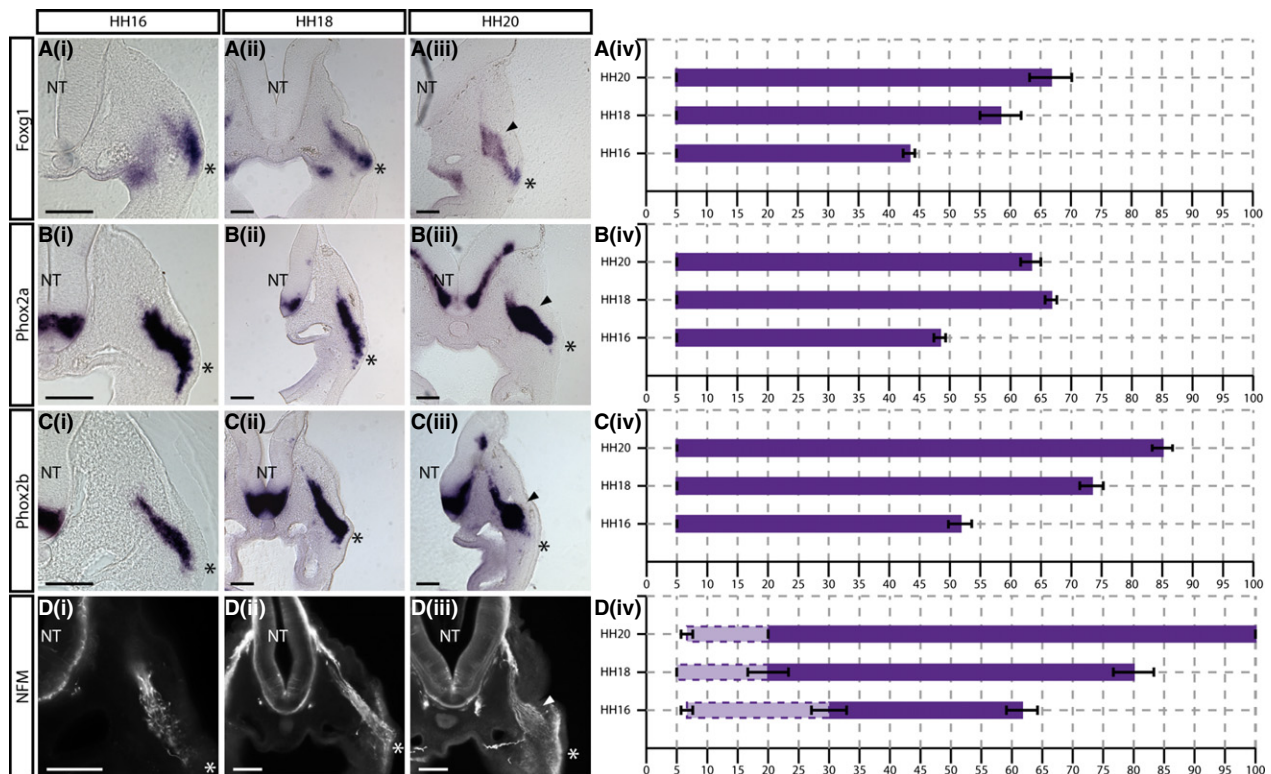 HH16 HH18 HH20
Foxg1
A(i) A(ii) A(iii) A(iv)
NT NT NT
* * *
HH20
HH18
HH16
0 5 10 15 20 25 30 35 40 45 50 55 60 65 70 75 80 85 90 95 100
Phox2a
B(i) B(ii) B(iii) B(iv)
NT NT NT
* * *
HH20
HH18
HH16
0 5 10 15 20 25 30 35 40 45 50 55 60 65 70 75 80 85 90 95 100
Phox2b
C(i) C(ii) C(iii) C(iv)
NT NT NT
* * *
HH20
HH18
HH16
0 5 10 15 20 25 30 35 40 45 50 55 60 65 70 75 80 85 90 95 100
NFM
D(i) D(ii) D(iii) D(iv)
NT NT NT
* * *
HH20
HH18
HH16
0 5 10 15 20 25 30 35 40 45 50 55 60 65 70 75 80 85 90 95 100